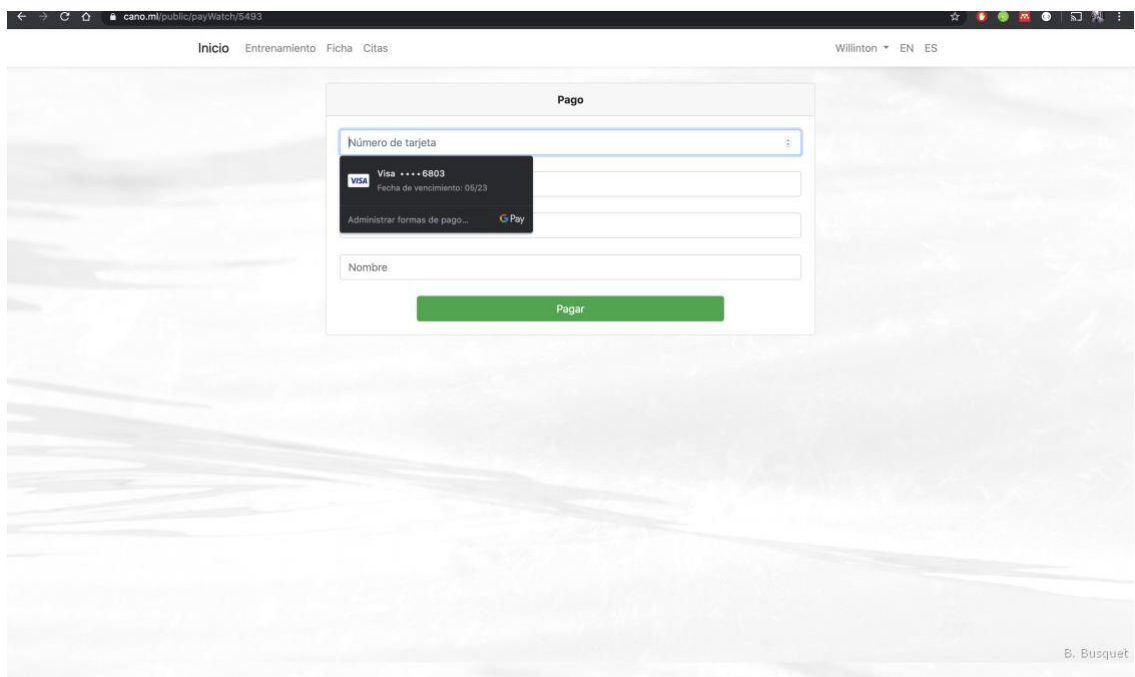 cano.ml/public/payWatch/5493
Inicio Entrenamiento Ficha Citas Willinton EN ES
Pago
Número de tarjeta
VISA Visa ····6803
Fecha de vencimiento: 05/23
Administrar formas de pago... G Pay
Nombre
Pagar
B. Busquet